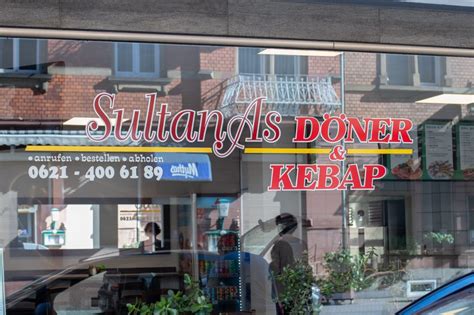 SultanAs DÖNER
&
KEBAP
• anrufen • bestellen • abholen
0621 - 400 61 89